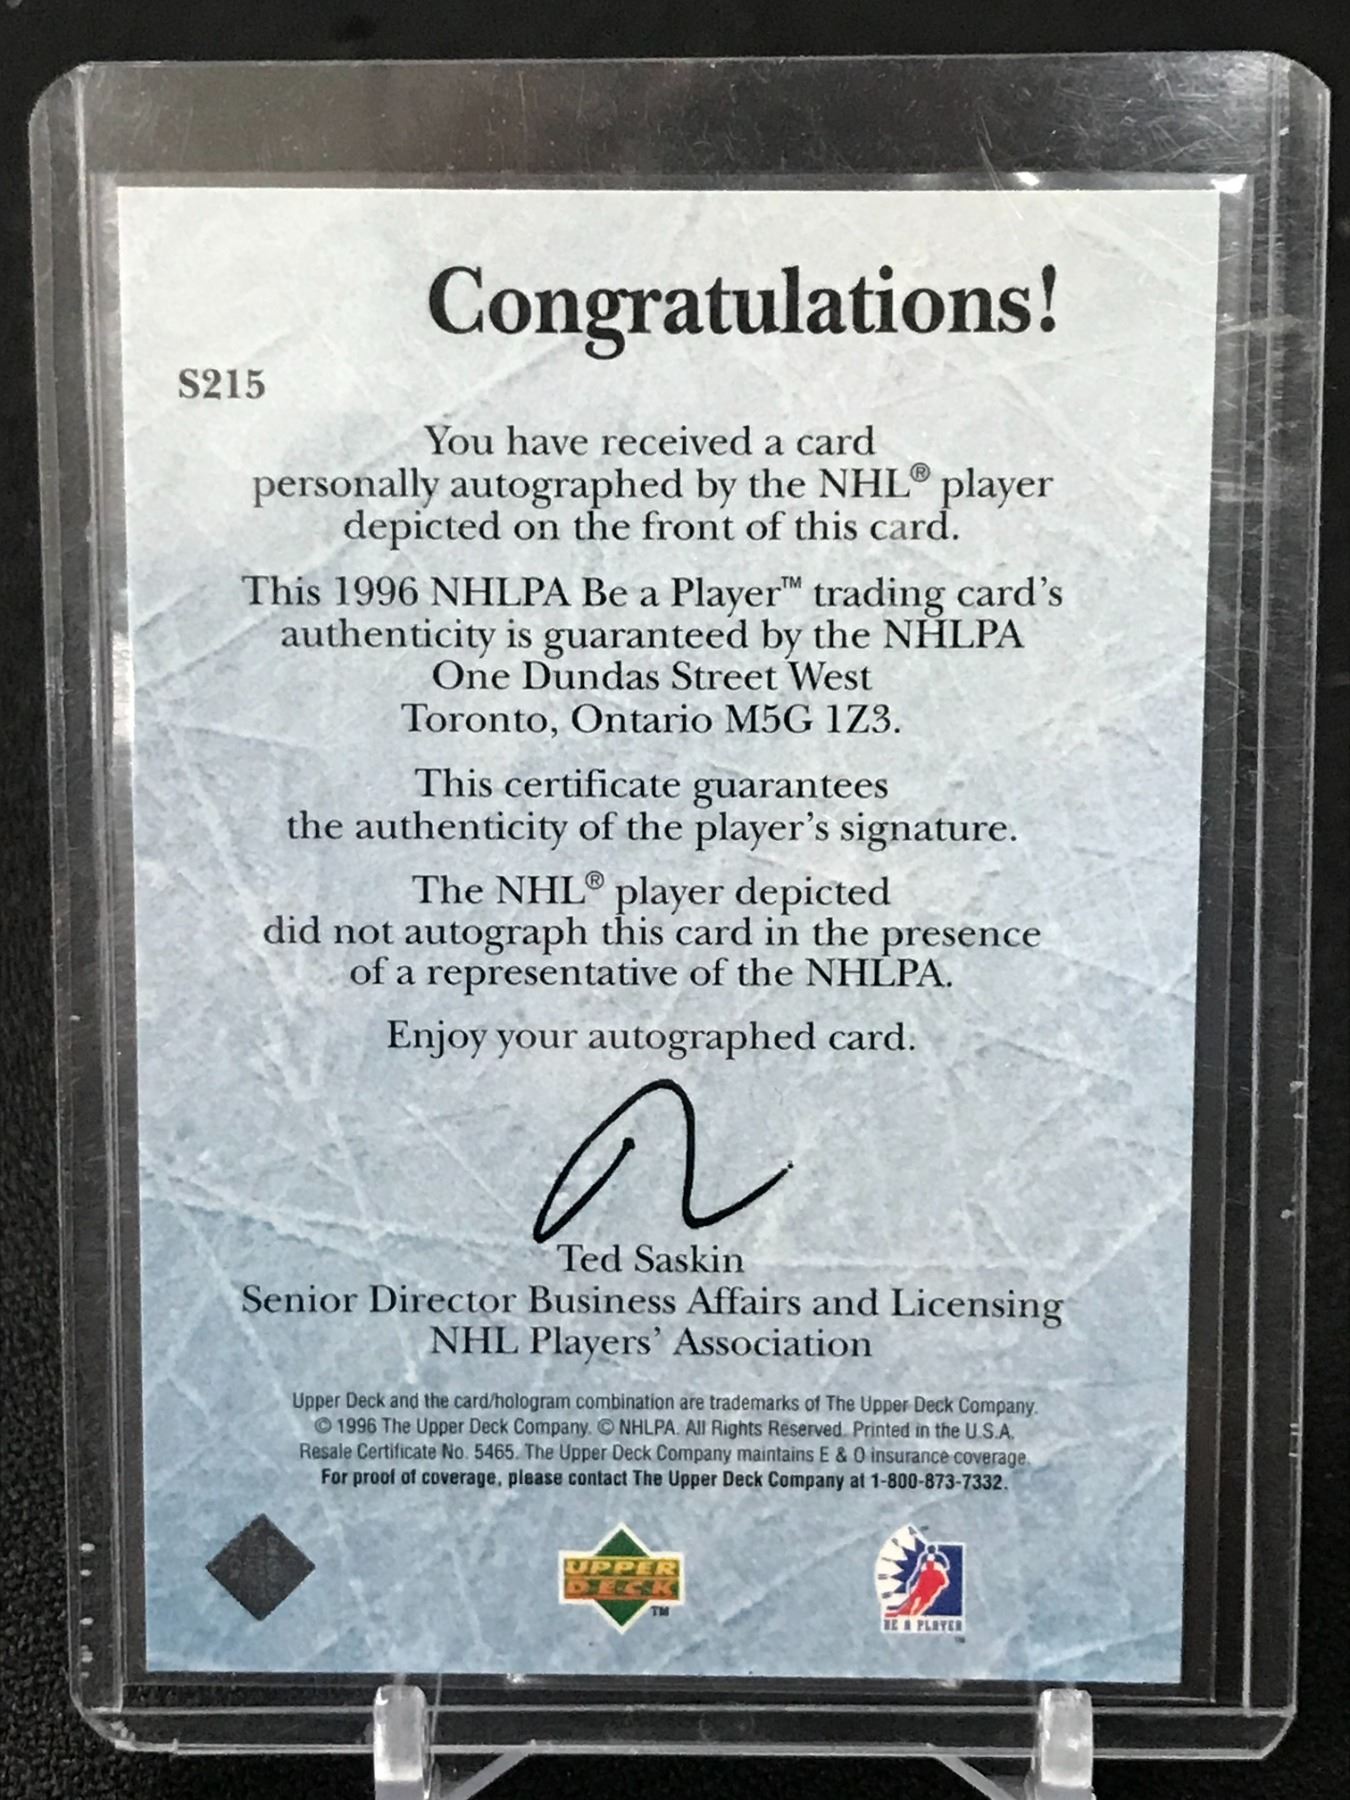 Congratulations!
S215
You have received a card
personally autographed by the NHL® player
depicted on the front of this card.
This 1996 NHLPA Be a Player™ trading card's
authenticity is guaranteed by the NHLPA
One Dundas Street West
Toronto, Ontario M5G 1Z3.
This certificate guarantees
the authenticity of the player's signature.
The NHL® player depicted
did not autograph this card in the presence
of a representative of the NHLPA.
Enjoy your autographed card.
Ted Saskin
Senior Director Business Affairs and Licensing
NHL Players' Association
Upper Deck and the card/hologram combination are trademarks of The Upper Deck Company.
© 1996 The Upper Deck Company. © NHLPA. All Rights Reserved. Printed in the U.S.A.
Resale Certificate No. 5465. The Upper Deck Company maintains E & O insurance coverage.
For proof of coverage, please contact The Upper Deck Company at 1-800-873-7332.
UPPER
DECK
™
BE A PLAYER
™